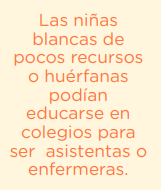 Las niñas
blancas de
pocos recursos
o huérfanas
podían
educarse en
colegios para
ser  asistentas o
enfermeras.